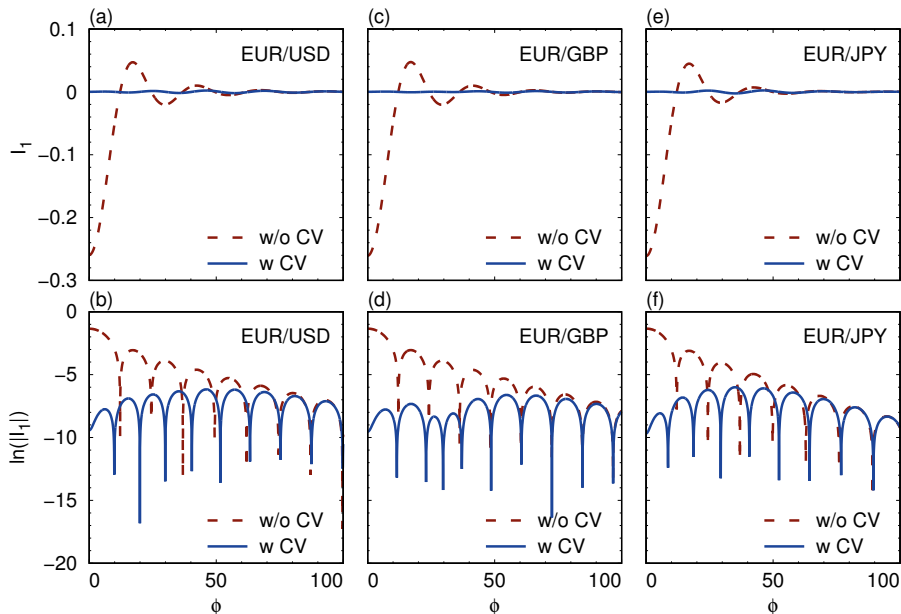 (a)
EUR/USD
0.1
0
−0.1
−0.2
−0.3
I1
w/o CV
w CV
(c)
EUR/GBP
w/o CV
w CV
(e)
EUR/JPY
w/o CV
w CV
(b)
EUR/USD
0
−5
−10
−15
−20
ln(|I1|)
w/o CV
w CV
0 50 100
ϕ
(d)
EUR/GBP
w/o CV
w CV
0 50 100
ϕ
(f)
EUR/JPY
w/o CV
w CV
0 50 100
ϕ